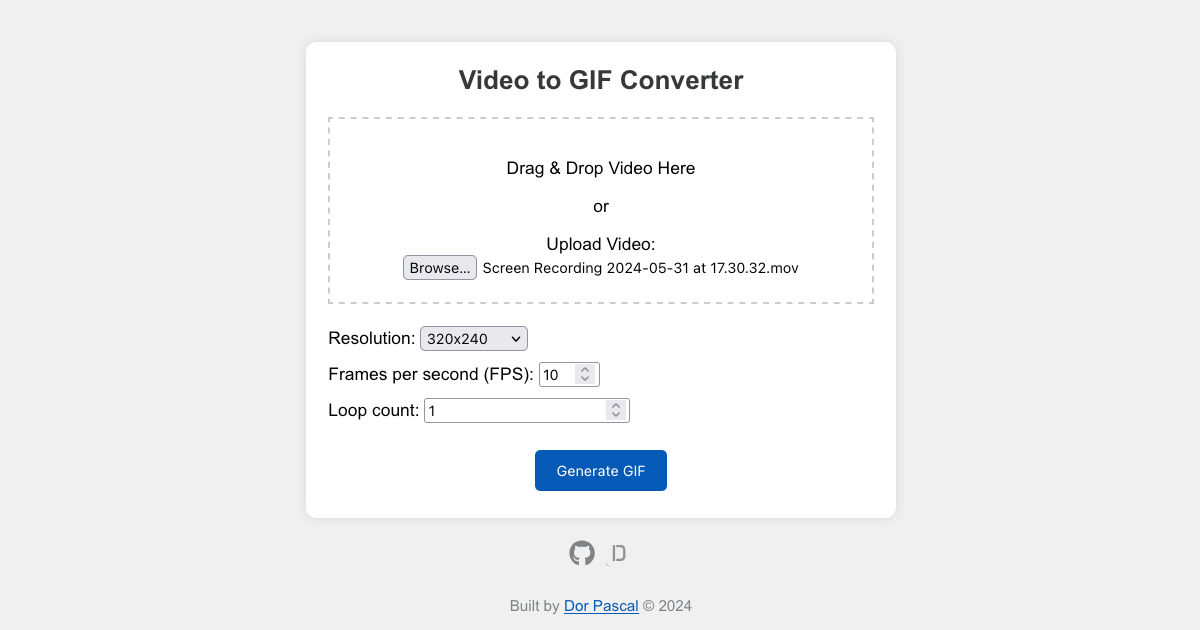 Video to GIF Converter
Drag & Drop Video Here
or
Upload Video:
Browse... Screen Recording 2024-05-31 at 17.30.32.mov
Resolution: 320x240
Frames per second (FPS): 10
Loop count: 1
Generate GIF
Built by Dor Pascal © 2024